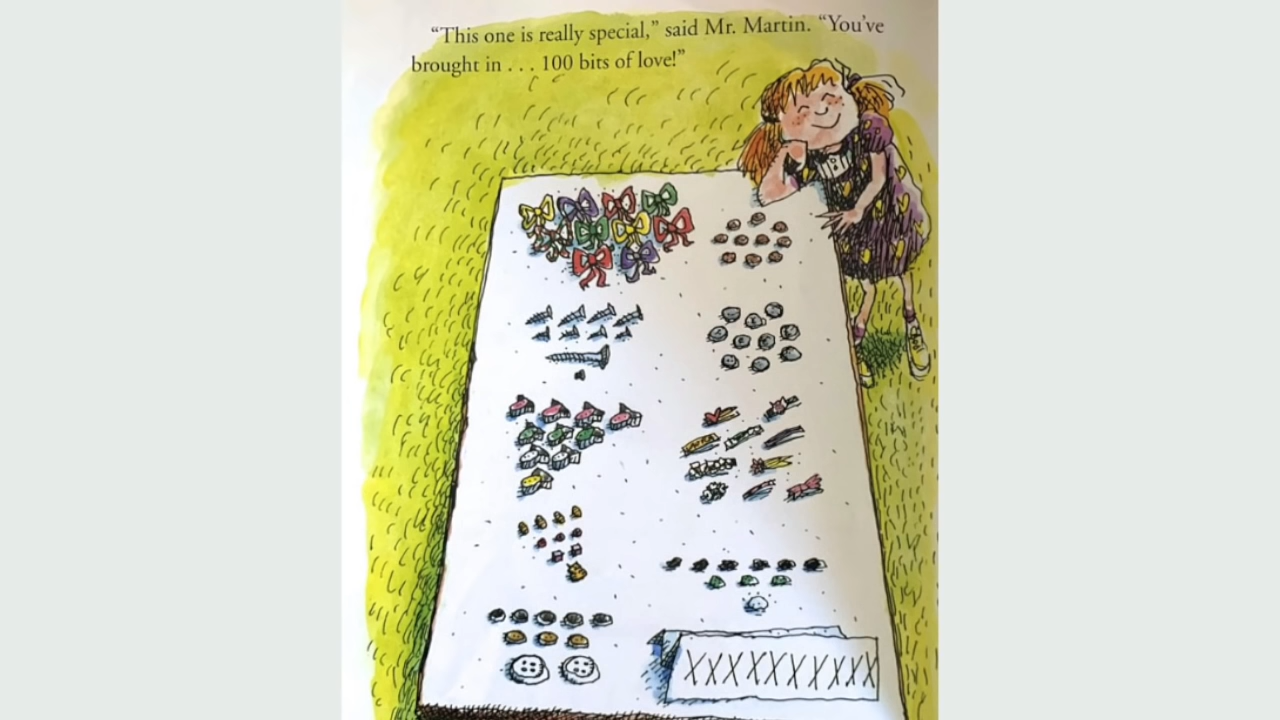 “This one is really special,” said Mr. Martin. “You’ve
brought in . . . 100 bits of love!”
XXXXXXXXXX